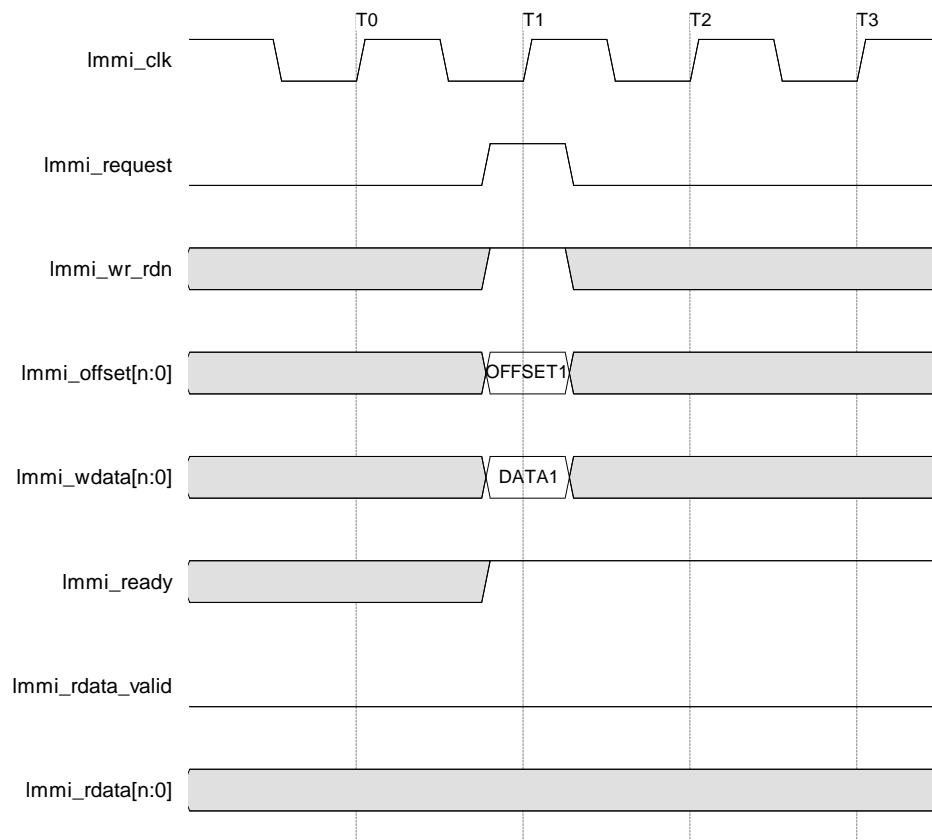 T0 T1 T2 T3
lmmi_clk
lmmi_request
lmmi_wr_rdn
lmmi_offset[n:0] OFFSET1
lmmi_wdata[n:0] DATA1
lmmi_ready
lmmi_rdata_valid
lmmi_rdata[n:0]